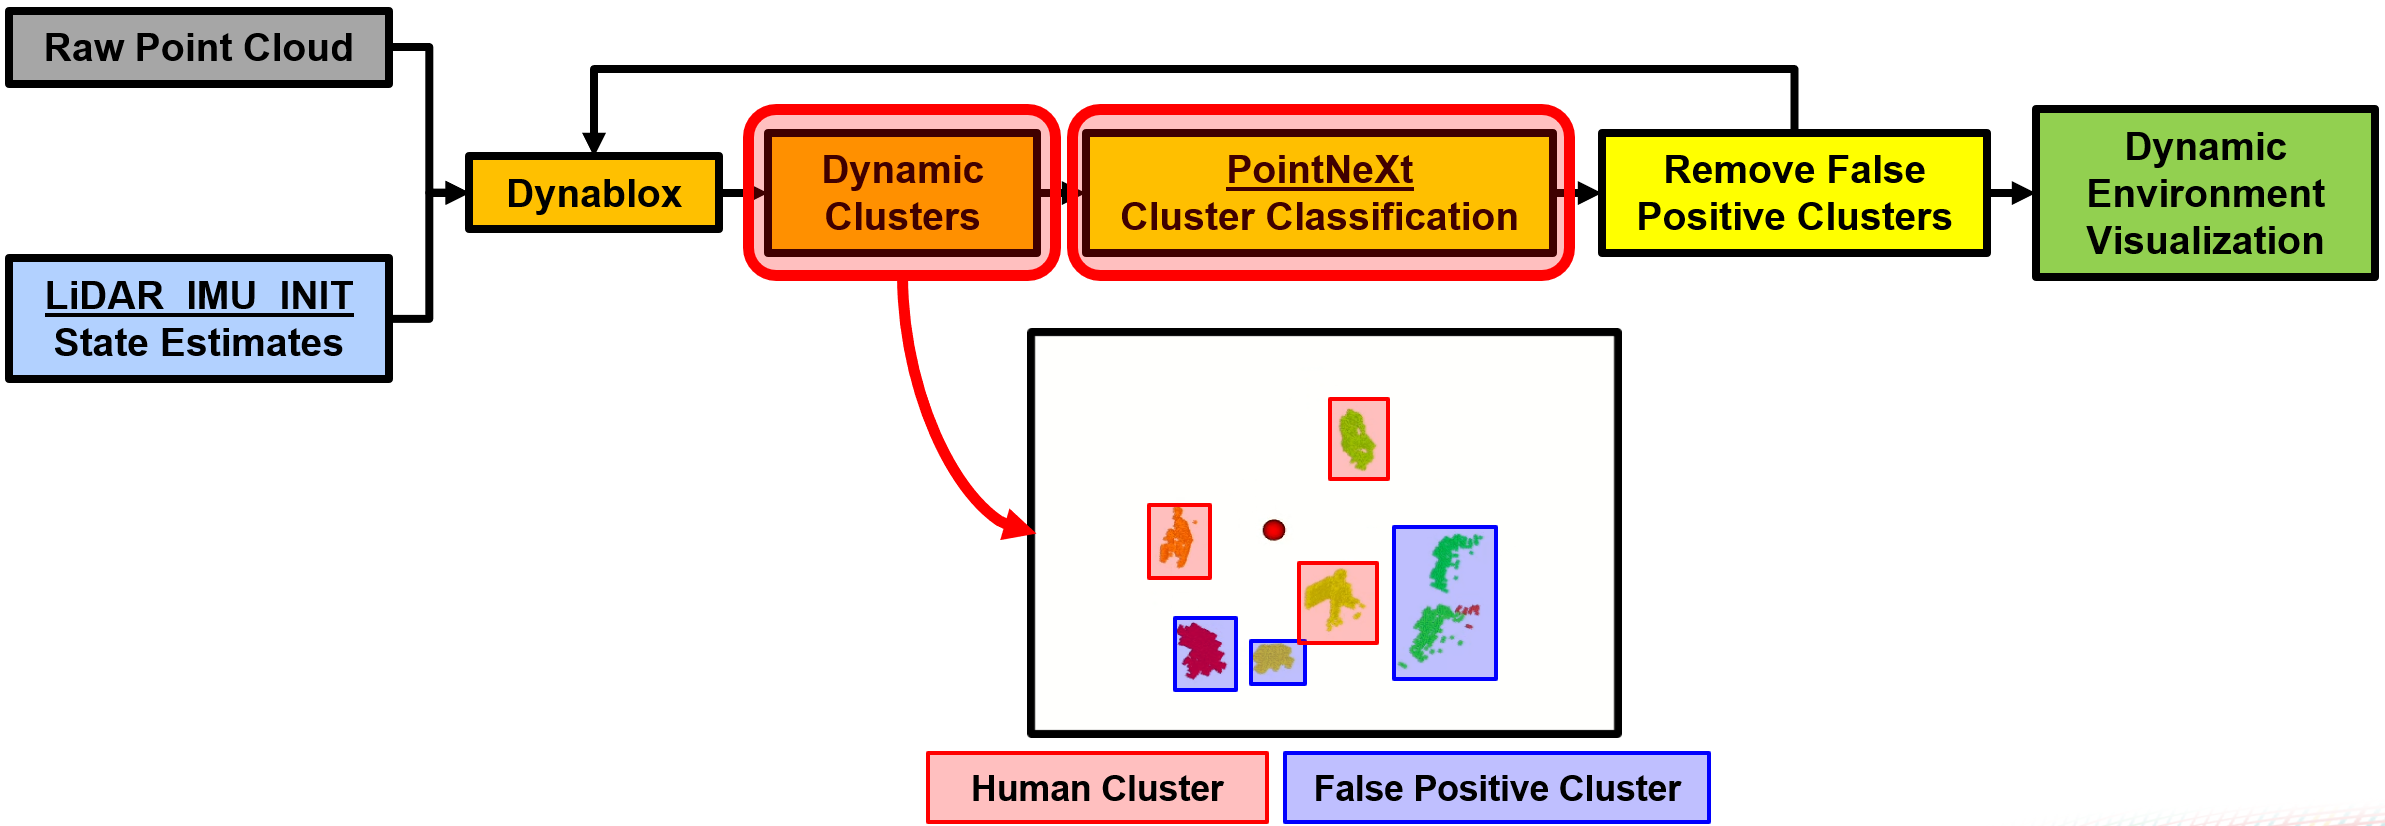 Raw Point Cloud
LiDAR_IMU_INIT
State Estimates
Dynablox
Dynamic
Clusters
PointNeXt
Cluster Classification
Remove False
Positive Clusters
Dynamic
Environment
Visualization
Human Cluster
False Positive Cluster